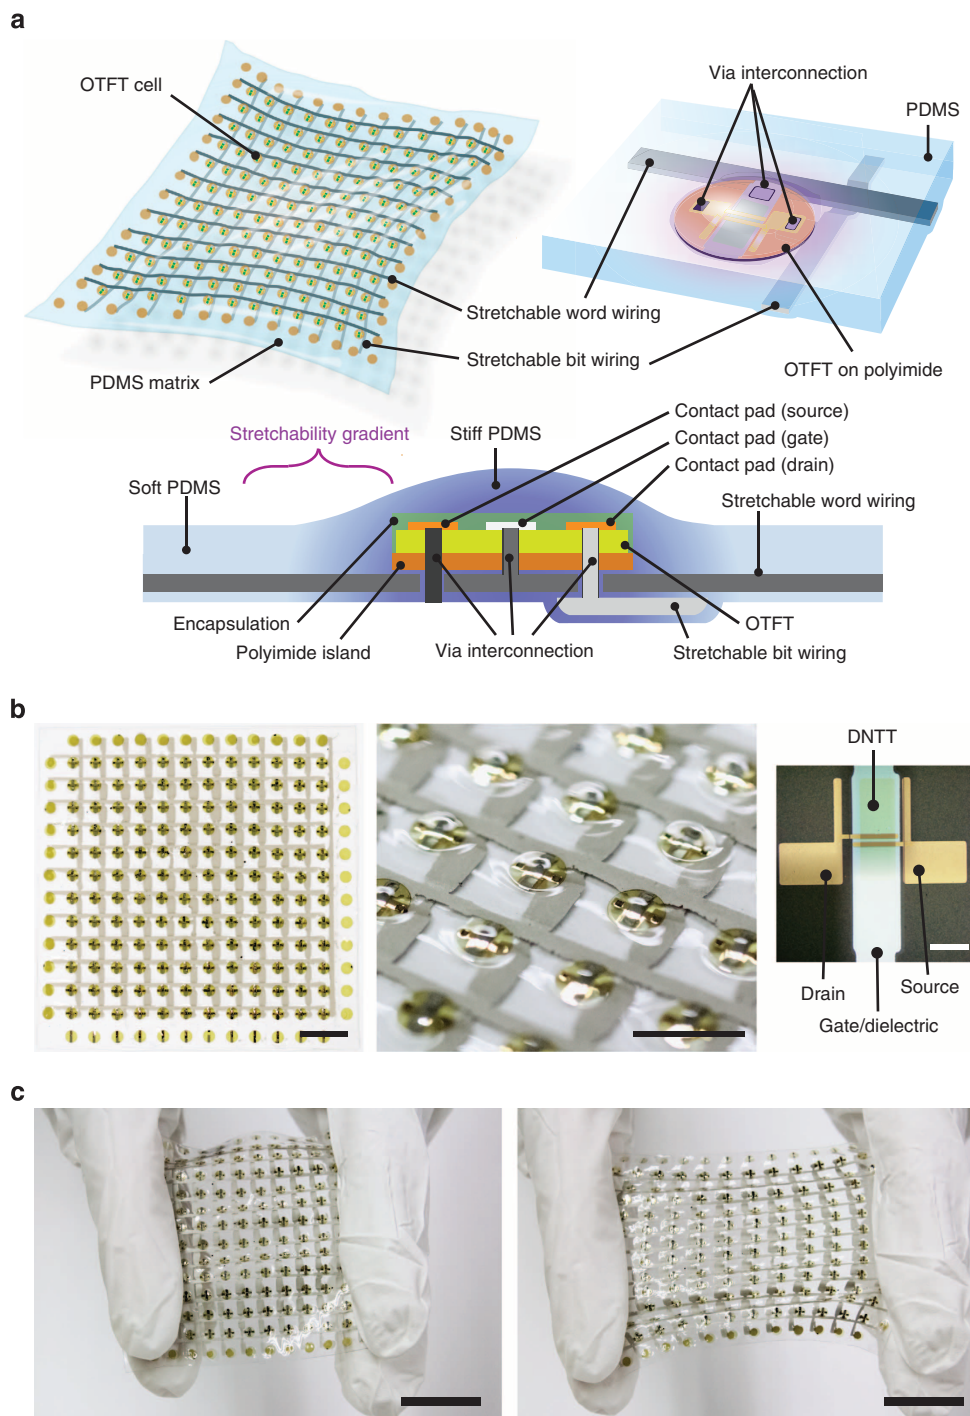 a
OTFT cell
Via interconnection
PDMS
Stretchable word wiring
Stretchable bit wiring
PDMS matrix
OTFT on polyimide
Contact pad (source)
Stretchability gradient
Stiff PDMS
Contact pad (gate)
Contact pad (drain)
Soft PDMS
Stretchable word wiring
Encapsulation
OTFT
Polyimide island
Via interconnection
Stretchable bit wiring
b
DNTT
Drain
Source
Gate/dielectric
c